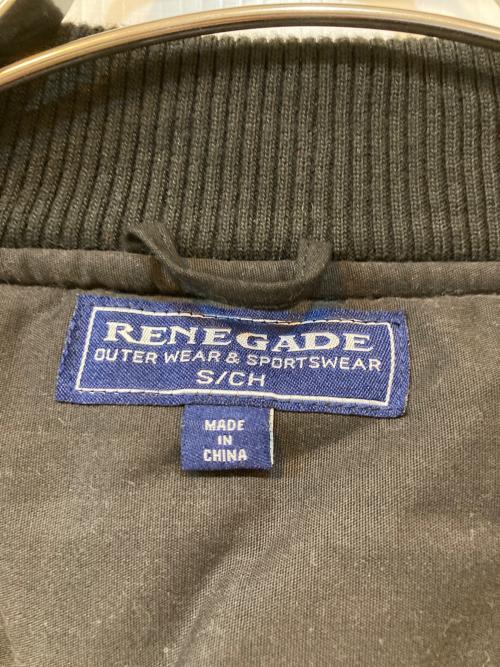 RENEGADE
OUTER WEAR & SPORTSWEAR
S/CH
MADE
IN
CHINA